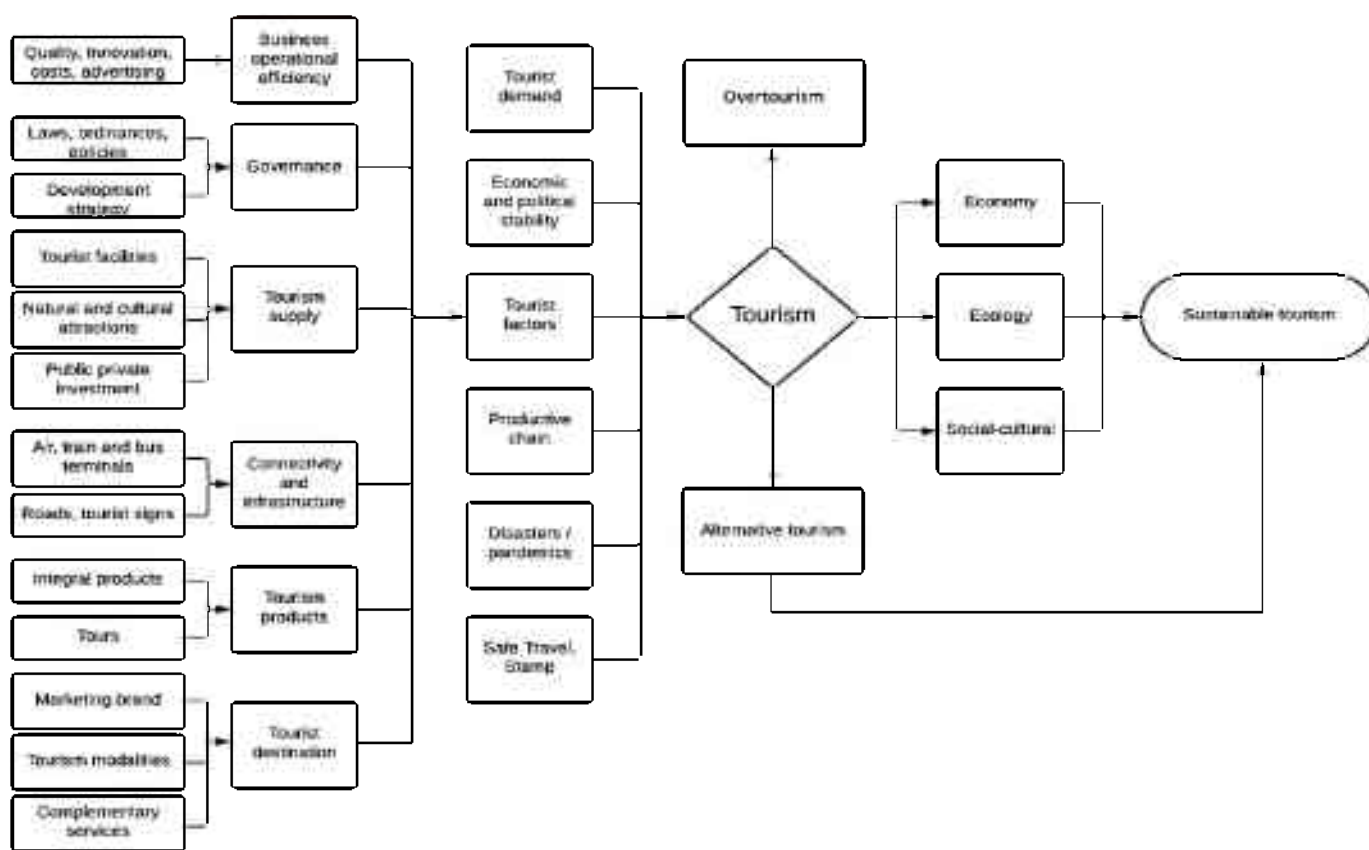 Quality, Innovation,
costs, advertising
Laws, ordinances,
policies
Development
strategy
Tourist facilities
Natural and cultural
attractions
Public private
investment
Air, train and bus
terminals
Roads, tourist signs
Integral products
Tours
Marketing brand
Tourism modalities
Complementary
services
Business
operational
efficiency
Governance
Tourism
supply
Connectivity
and
infrastructure
Tourism
products
Tourist
destination
Tourist
demand
Economic
and political
stability
Tourist
factors
Productive
chain
Disasters /
pandemics
Safe Travel,
Stamp
Overtourism
Tourism
Alternative tourism
Economy
Ecology
Social-cultural
Sustainable tourism